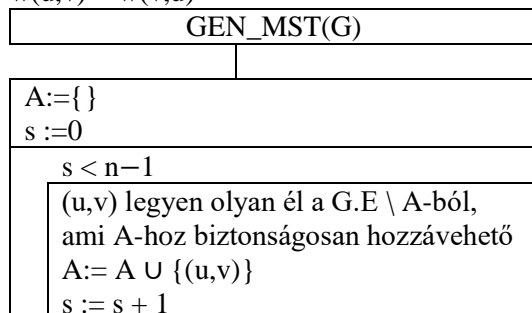 GEN_MST(G)
A:={}
s :=0
s < n−1
(u,v) legyen olyan él a G.E \ A-ból,
ami A-hoz biztonságosan hozzávehető
A:= A ∪ {(u,v)}
s := s + 1